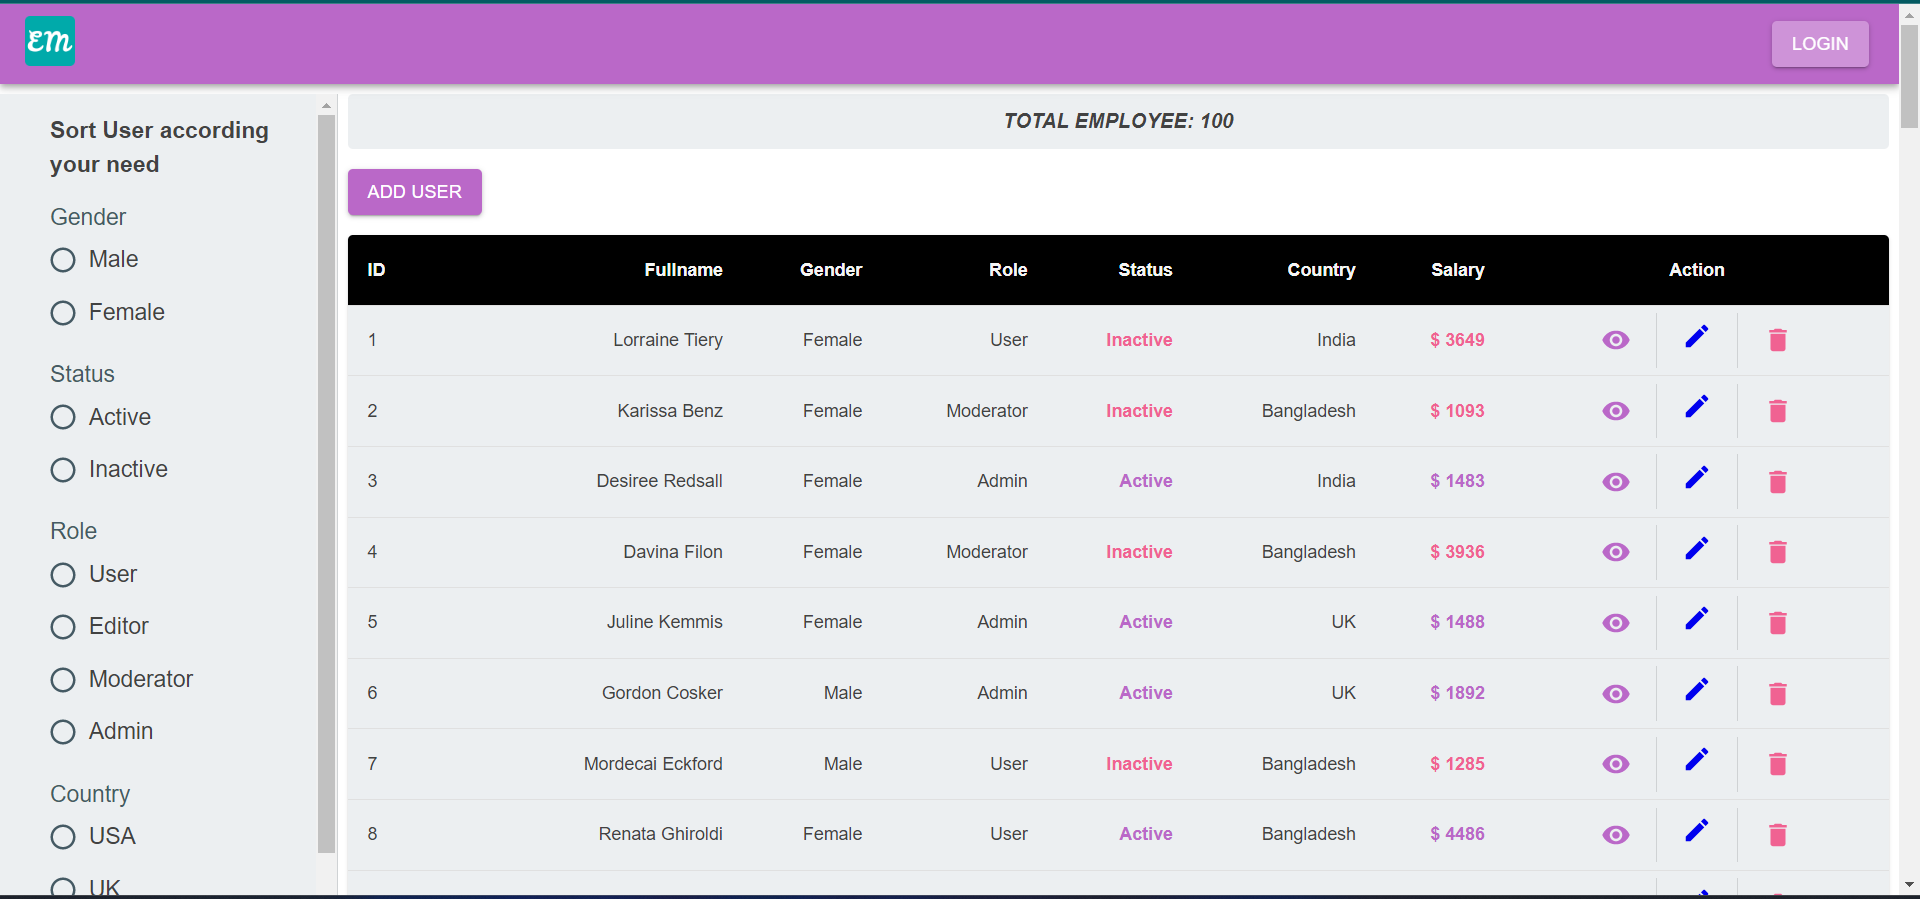 Em
LOGIN
Sort User according
your need
Gender
Male
Female
Status
Active
Inactive
Role
User
Editor
Moderator
Admin
Country
USA
UK
TOTAL EMPLOYEE: 100
ADD USER
ID Fullname Gender Role Status Country Salary Action
1 Lorraine Tiery Female User Inactive India $ 3649
2 Karissa Benz Female Moderator Inactive Bangladesh $ 1093
3 Desiree Redsall Female Admin Active India $ 1483
4 Davina Filon Female Moderator Inactive Bangladesh $ 3936
5 Juline Kemmis Female Admin Active UK $ 1488
6 Gordon Cosker Male Admin Active UK $ 1892
7 Mordecai Eckford Male User Inactive Bangladesh $ 1285
8 Renata Ghiroldi Female User Active Bangladesh $ 4486